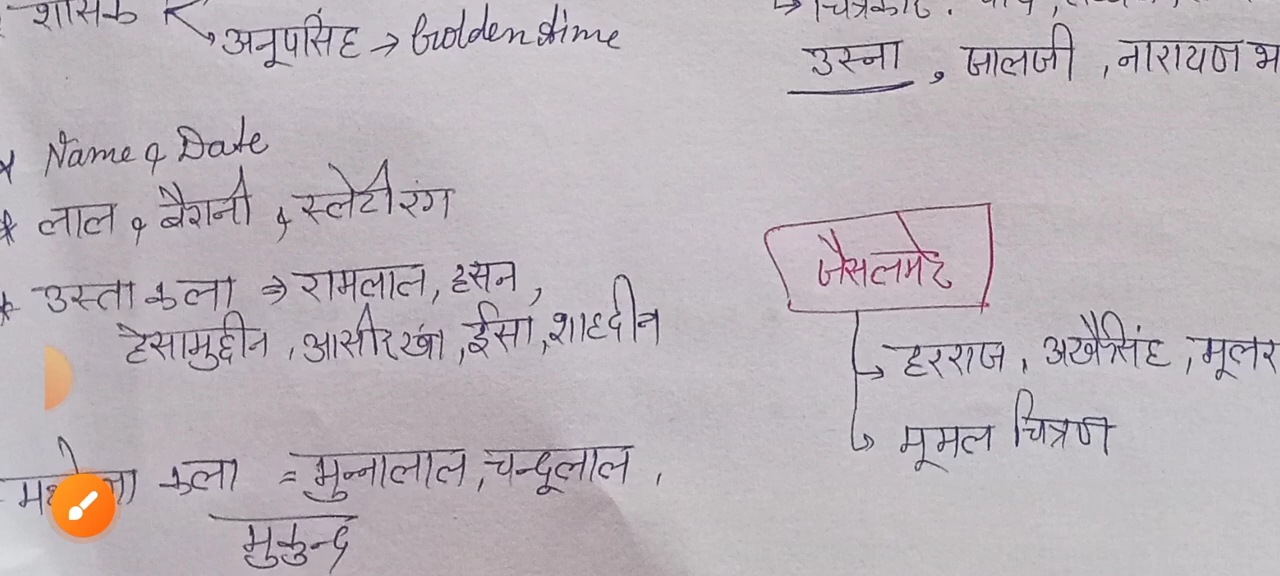 शासक
अनूपसिंह → Golden time
Name & Date
* लाल & बैगनी & स्लेटी रंग
* उस्ता कला ⇒ रामलाल, हसन,
हेसामुद्दीन, आसीर खां, ईसा, शाहदीन
कला = मुन्नालाल, चन्दूलाल,
मुकुन्द
उस्ना, जालजी, नारायण
जैसलमेर
→ हरराज, अखैसिंह, मूलर
→ मूमल चित्रण